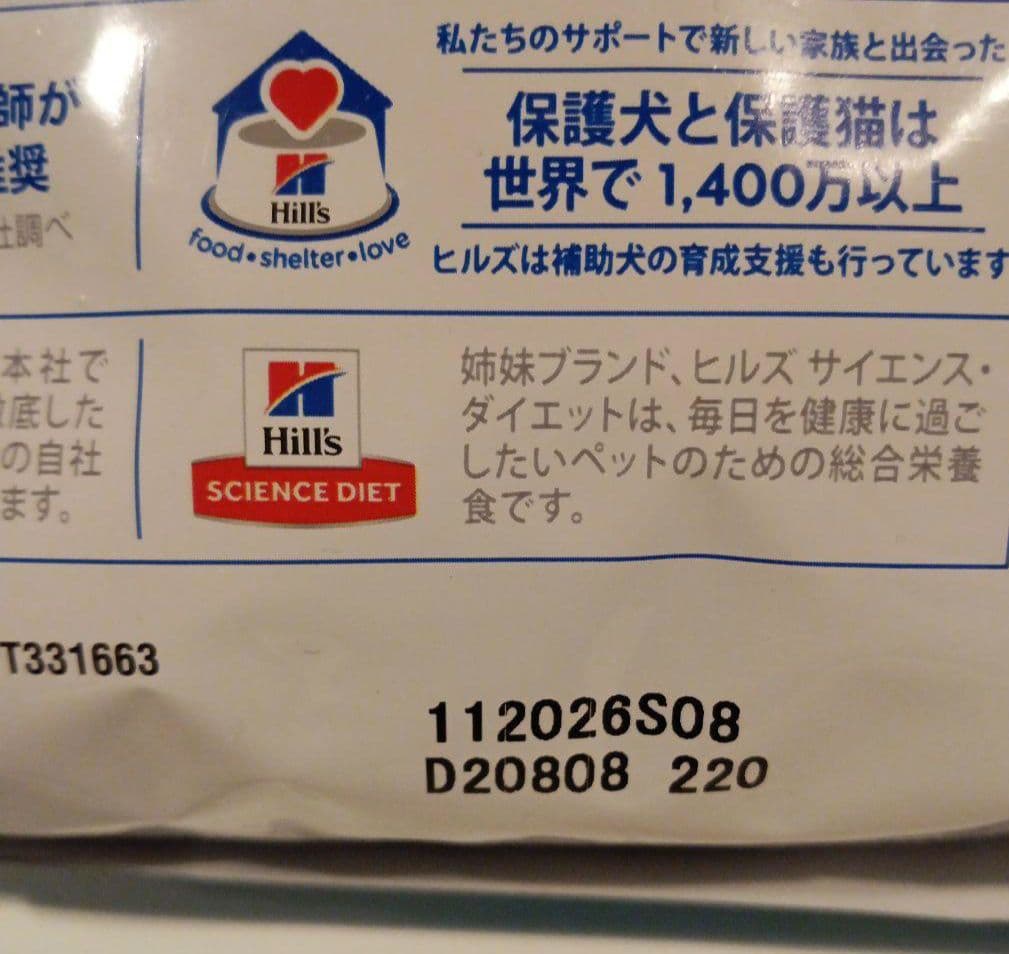 師が
奨
社調べ
Hill's
food•shelter•love
私たちのサポートで新しい家族と出会った
保護犬と保護猫は
世界で1,400万以上
ヒルズは補助犬の育成支援も行っています
本社で
底した
の自社
ます。
Hill's
SCIENCE DIET
姉妹ブランド、ヒルズ サイエンス・
ダイエットは、毎日を健康に過ご
したいペットのための総合栄養
食です。
T331663
112026S08
D20808 220